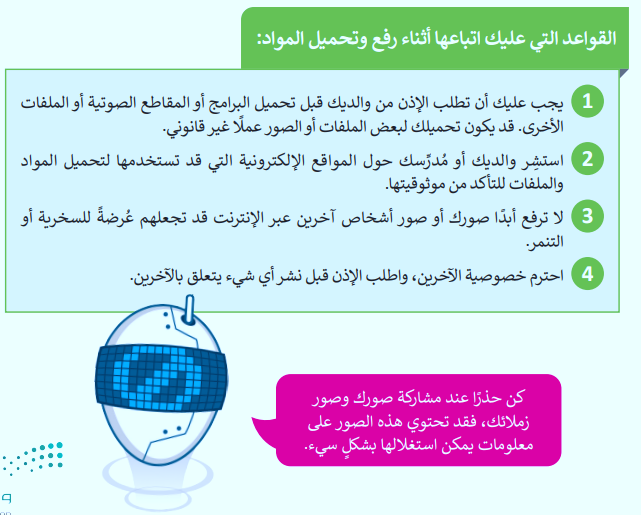 القواعد التي عليك اتباعها أثناء رفع وتحميل المواد:
1 يجب عليك أن تطلب الإذن من والديك قبل تحميل البرامج أو المقاطع الصوتية أو الملفات
الأخرى. قد يكون تحميلك لبعض الملفات أو الصور عملًا غير قانوني.
2 استشِر والديك أو مُدرِّسك حول المواقع الإلكترونية التي قد تستخدمها لتحميل المواد
والملفات للتأكد من موثوقيتها.
3 لا ترفع أبدًا صورك أو صور أشخاص آخرين عبر الإنترنت قد تجعلهم عُرضةً للسخرية أو
التنمر.
4 احترم خصوصية الآخرين، واطلب الإذن قبل نشر أي شيء يتعلق بالآخرين.
كن حذرًا عند مشاركة صورك وصور
زملائك، فقد تحتوي هذه الصور على
معلومات يمكن استغلالها بشكلٍ سيء.